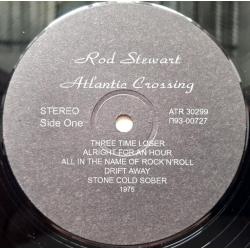 Rod Stewart
Atlantic Crossing
STEREO
Side One
ATR 30299
П93-00727
THREE TIME LOSER
ALRIGHT FOR AN HOUR
ALL IN THE NAME OF ROCK'N'ROLL
DRIFT AWAY
STONE COLD SOBER
1975